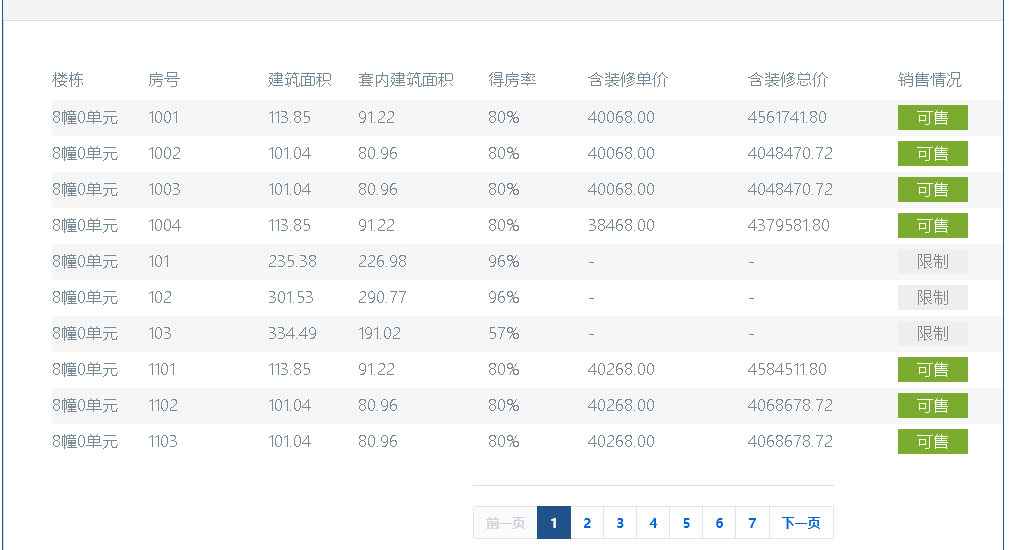 楼栋 房号 建筑面积 套内建筑面积 得房率 含装修单价 含装修总价 销售情况
8幢0单元 1001 113.85 91.22 80% 40068.00 4561741.80 可售
8幢0单元 1002 101.04 80.96 80% 40068.00 4048470.72 可售
8幢0单元 1003 101.04 80.96 80% 40068.00 4048470.72 可售
8幢0单元 1004 113.85 91.22 80% 38468.00 4379581.80 可售
8幢0单元 101 235.38 226.98 96% - - 限制
8幢0单元 102 301.53 290.77 96% - - 限制
8幢0单元 103 334.49 191.02 57% - - 限制
8幢0单元 1101 113.85 91.22 80% 40268.00 4584511.80 可售
8幢0单元 1102 101.04 80.96 80% 40268.00 4068678.72 可售
8幢0单元 1103 101.04 80.96 80% 40268.00 4068678.72 可售
前一页 1 2 3 4 5 6 7 下一页